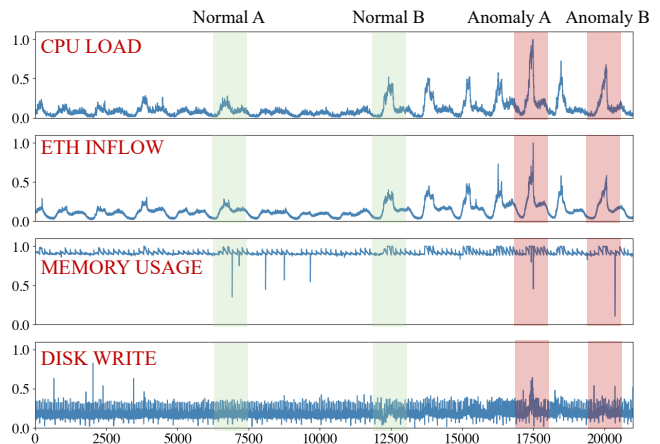 Normal A Normal B Anomaly A Anomaly B
1.0
CPU LOAD
0.5
0.0
1.0
ETH INFLOW
0.5
0.0
1.0
MEMORY USAGE
0.5
0.0
1.0
DISK WRITE
0.5
0.0
0 2500 5000 7500 10000 12500 15000 17500 20000